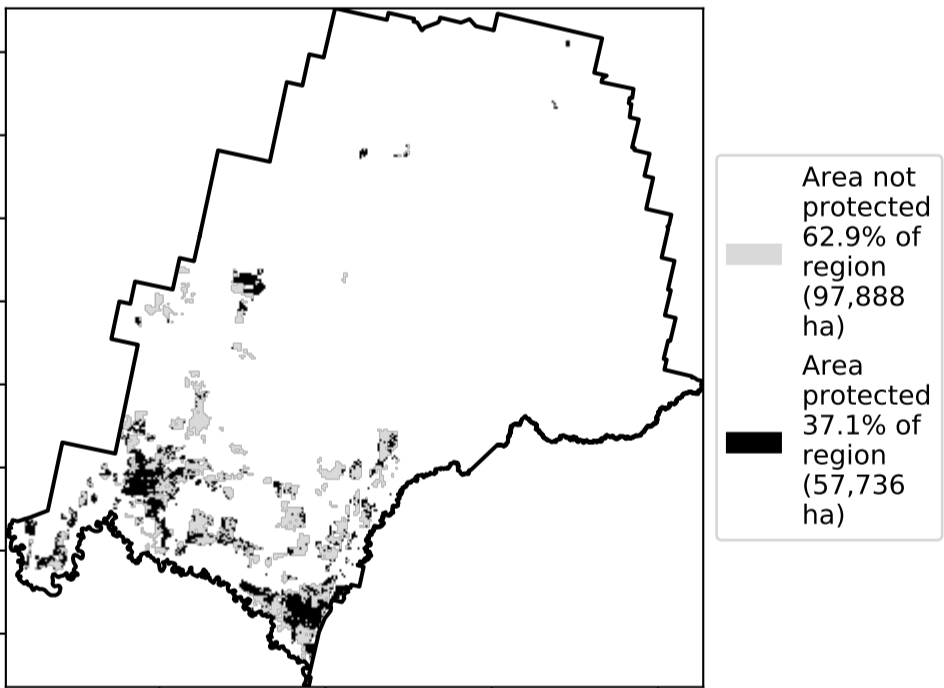 Area not
protected
62.9% of
region
(97,888
ha)
Area
protected
37.1% of
region
(57,736
ha)